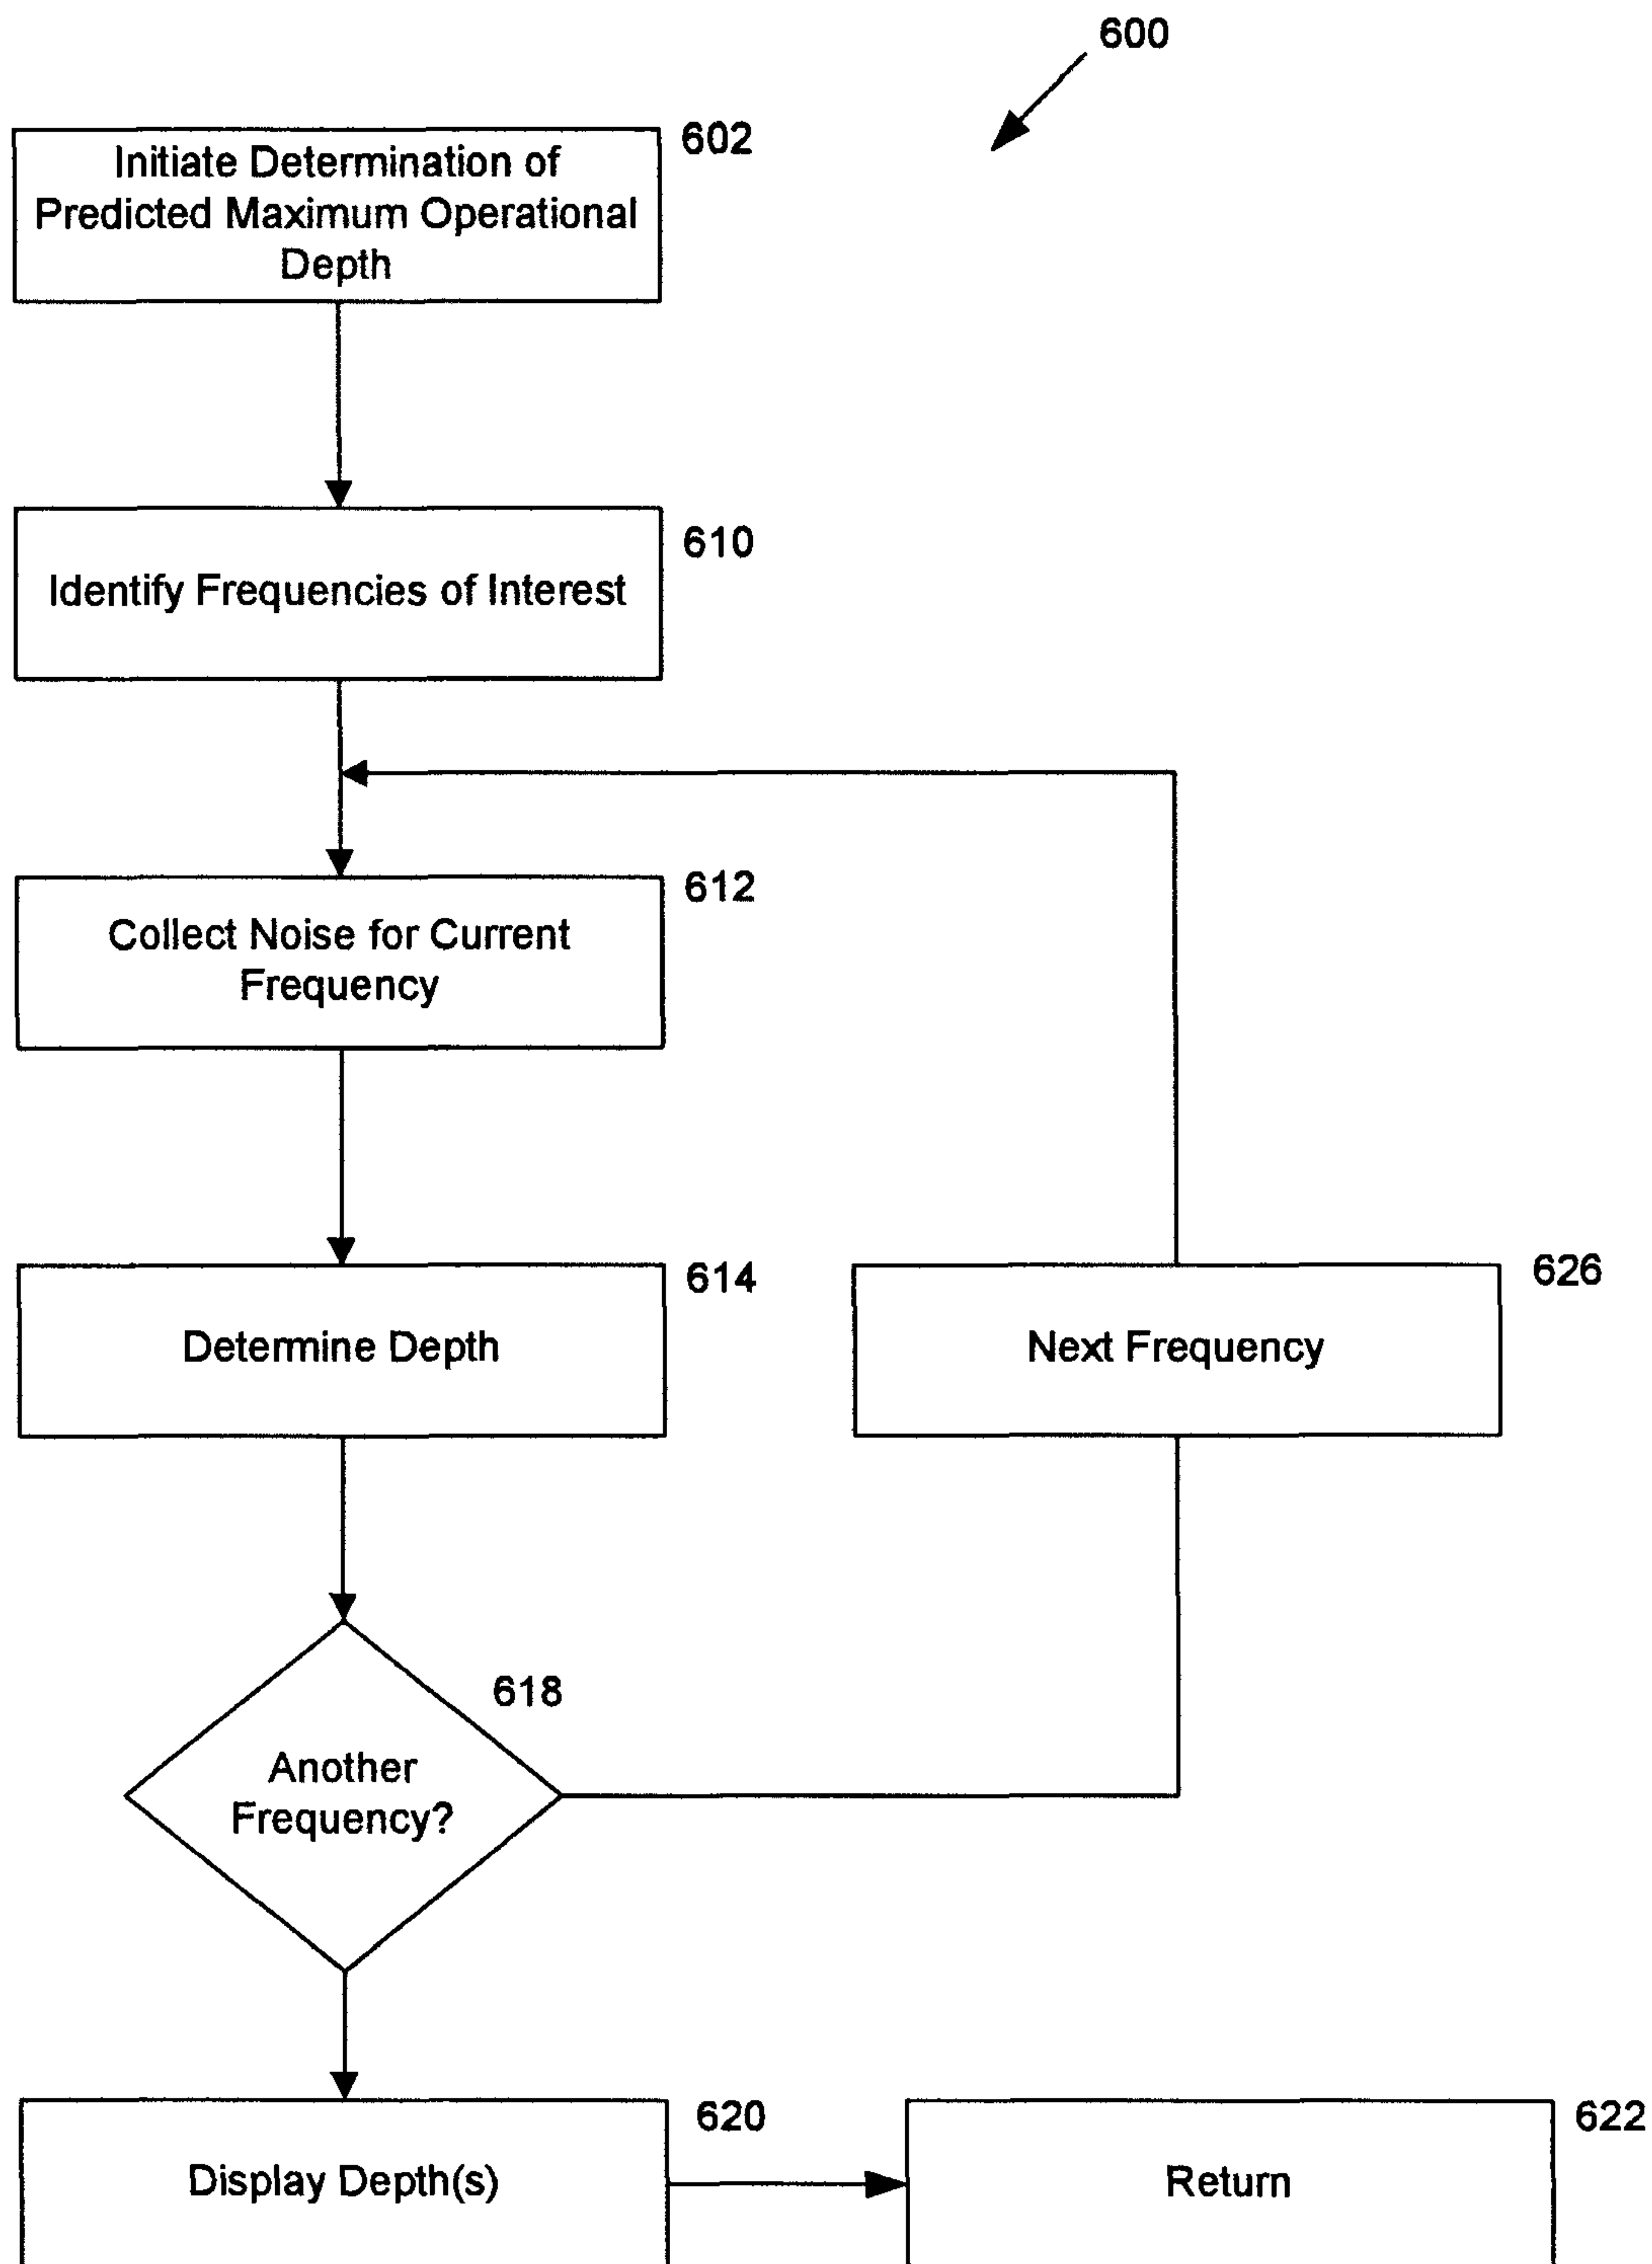 600
602
Initiate Determination of
Predicted Maximum Operational
Depth
610
Identify Frequencies of Interest
612
Collect Noise for Current
Frequency
614
Determine Depth
626
Next Frequency
618
Another
Frequency?
620
Display Depth(s)
622
Return